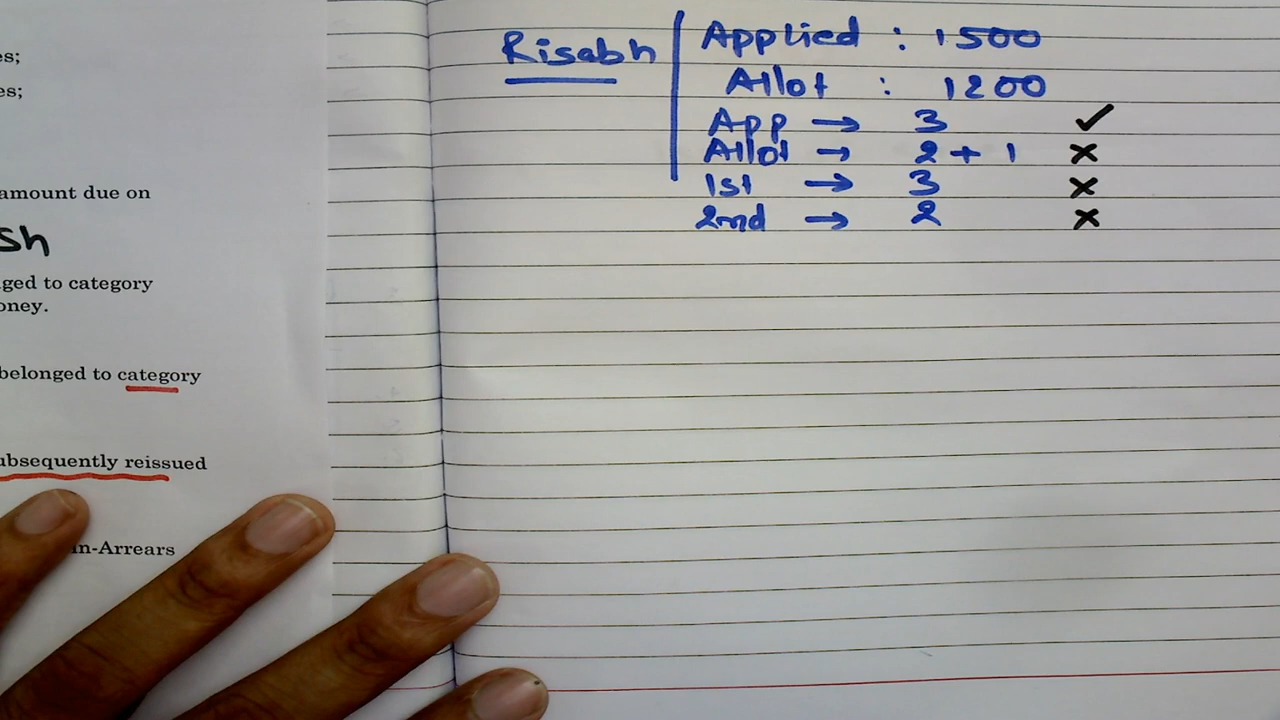 es;
es;
amount due on
sh
ged to category
oney.
belonged to category
ubsequently reissued
in-Arrears
Risabh
Applied : 1500
Allot : 1200
App → 3 ✓
Allot → 2 + 1 ×
1st → 3 ×
2nd → 2 ×